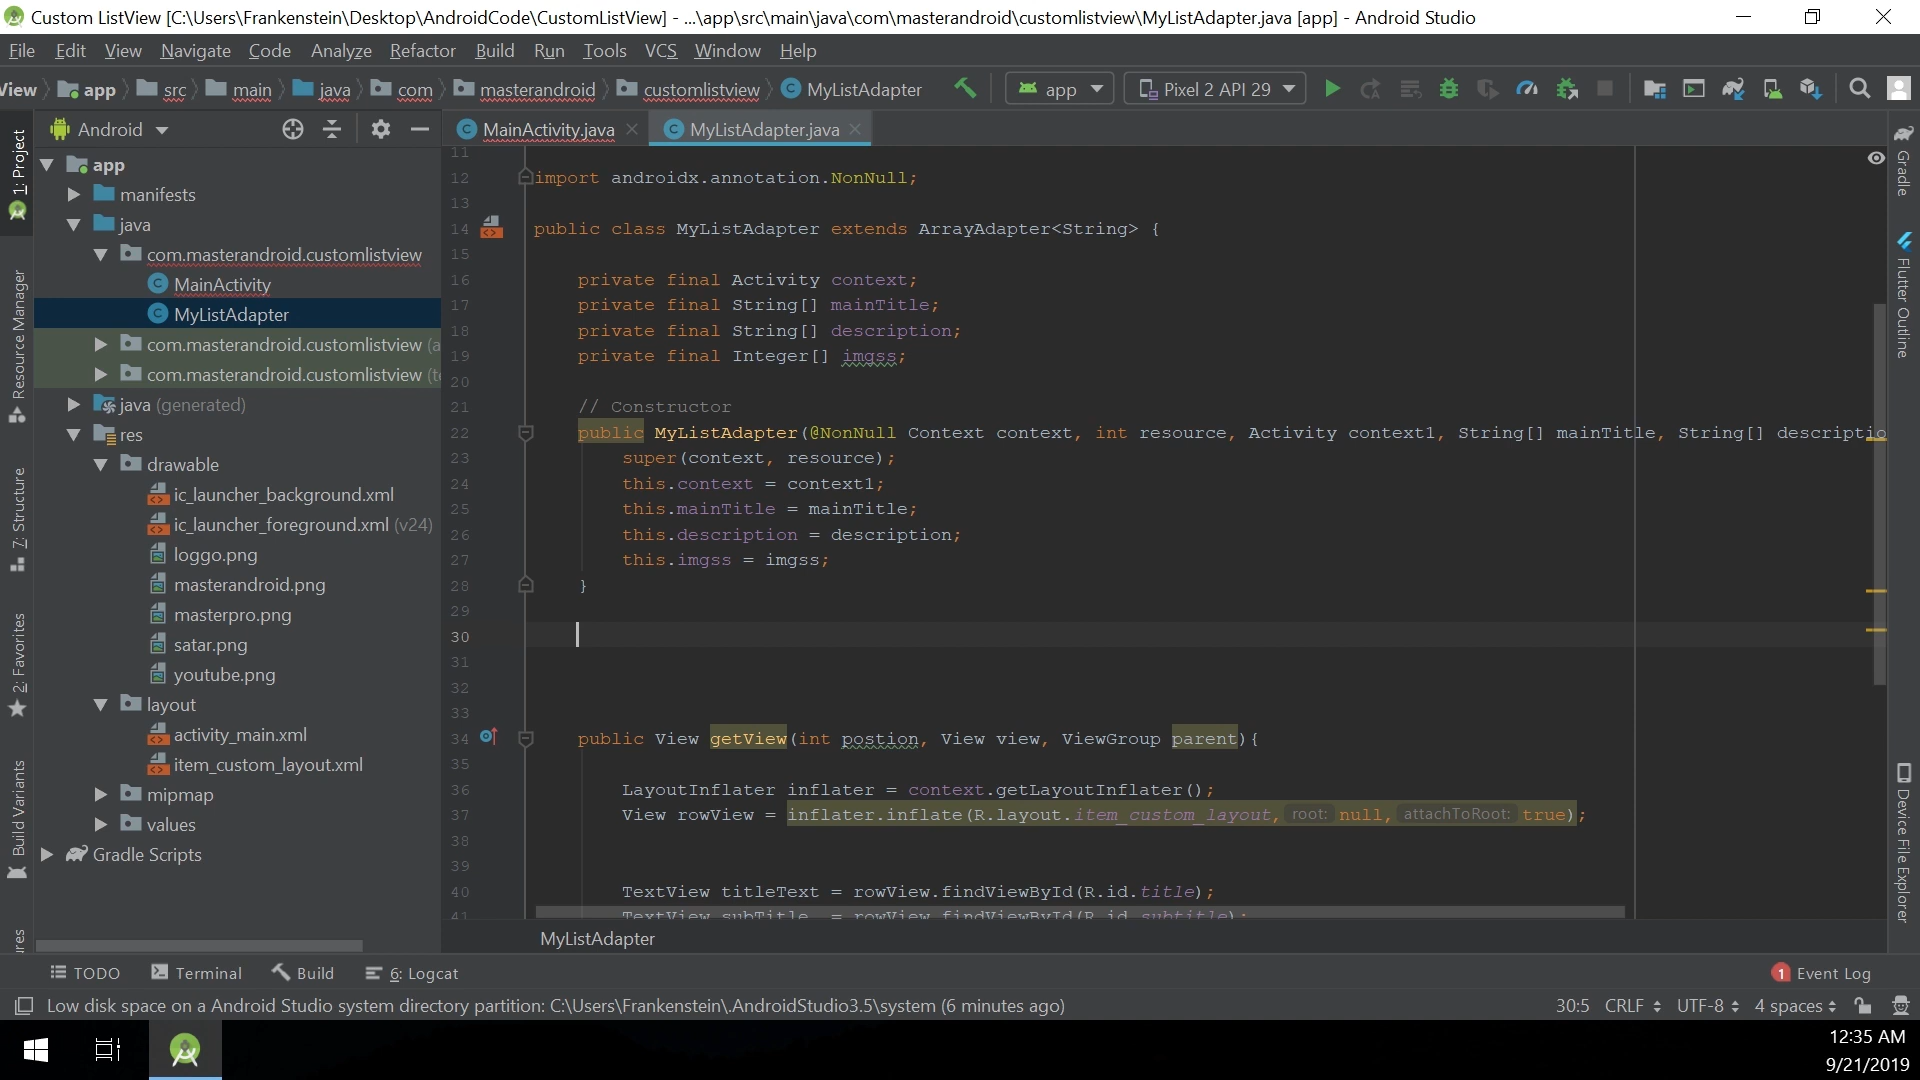 Custom ListView [C:\Users\Frankenstein\Desktop\AndroidCode\CustomListView] - ...\app\src\main\java\com\masterandroid\customlistview\MyListAdapter.java [app] - Android Studio
File Edit View Navigate Code Analyze Refactor Build Run Tools VCS Window Help
View app src main java com masterandroid customlistview MyListAdapter app Pixel 2 API 29
Android
MainActivity.java MyListAdapter.java
1: Project
Resource Manager
7: Structure
2: Favorites
Build Variants
app
manifests
java
com.masterandroid.customlistview
MainActivity
MyListAdapter
com.masterandroid.customlistview (a
com.masterandroid.customlistview (t
java (generated)
res
drawable
ic_launcher_background.xml
ic_launcher_foreground.xml (v24)
loggo.png
masterandroid.png
masterpro.png
satar.png
youtube.png
layout
activity_main.xml
item_custom_layout.xml
mipmap
values
Gradle Scripts
11
12 import androidx.annotation.NonNull;
13
14 public class MyListAdapter extends ArrayAdapter<String> {
15
16 private final Activity context;
17 private final String[] mainTitle;
18 private final String[] description;
19 private final Integer[] imgss;
20
21 // Constructor
22 public MyListAdapter(@NonNull Context context, int resource, Activity context1, String[] mainTitle, String[] descriptio
23 super(context, resource);
24 this.context = context1;
25 this.mainTitle = mainTitle;
26 this.description = description;
27 this.imgss = imgss;
28 }
29
30
31
32
33
34 public View getView(int postion, View view, ViewGroup parent){
35
36 LayoutInflater inflater = context.getLayoutInflater();
37 View rowView = inflater.inflate(R.layout.item_custom_layout, root: null, attachToRoot: true);
38
39
40 TextView titleText = rowView.findViewById(R.id.title);
41 TextView subTitle = rowView.findViewById(R.id.subtitle);
MyListAdapter
Gradle
Flutter Outline
Device File Explorer
TODO Terminal Build 6: Logcat 1 Event Log
Low disk space on a Android Studio system directory partition: C:\Users\Frankenstein\.AndroidStudio3.5\system (6 minutes ago) 30:5 CRLF UTF-8 4 spaces
12:35 AM
9/21/2019